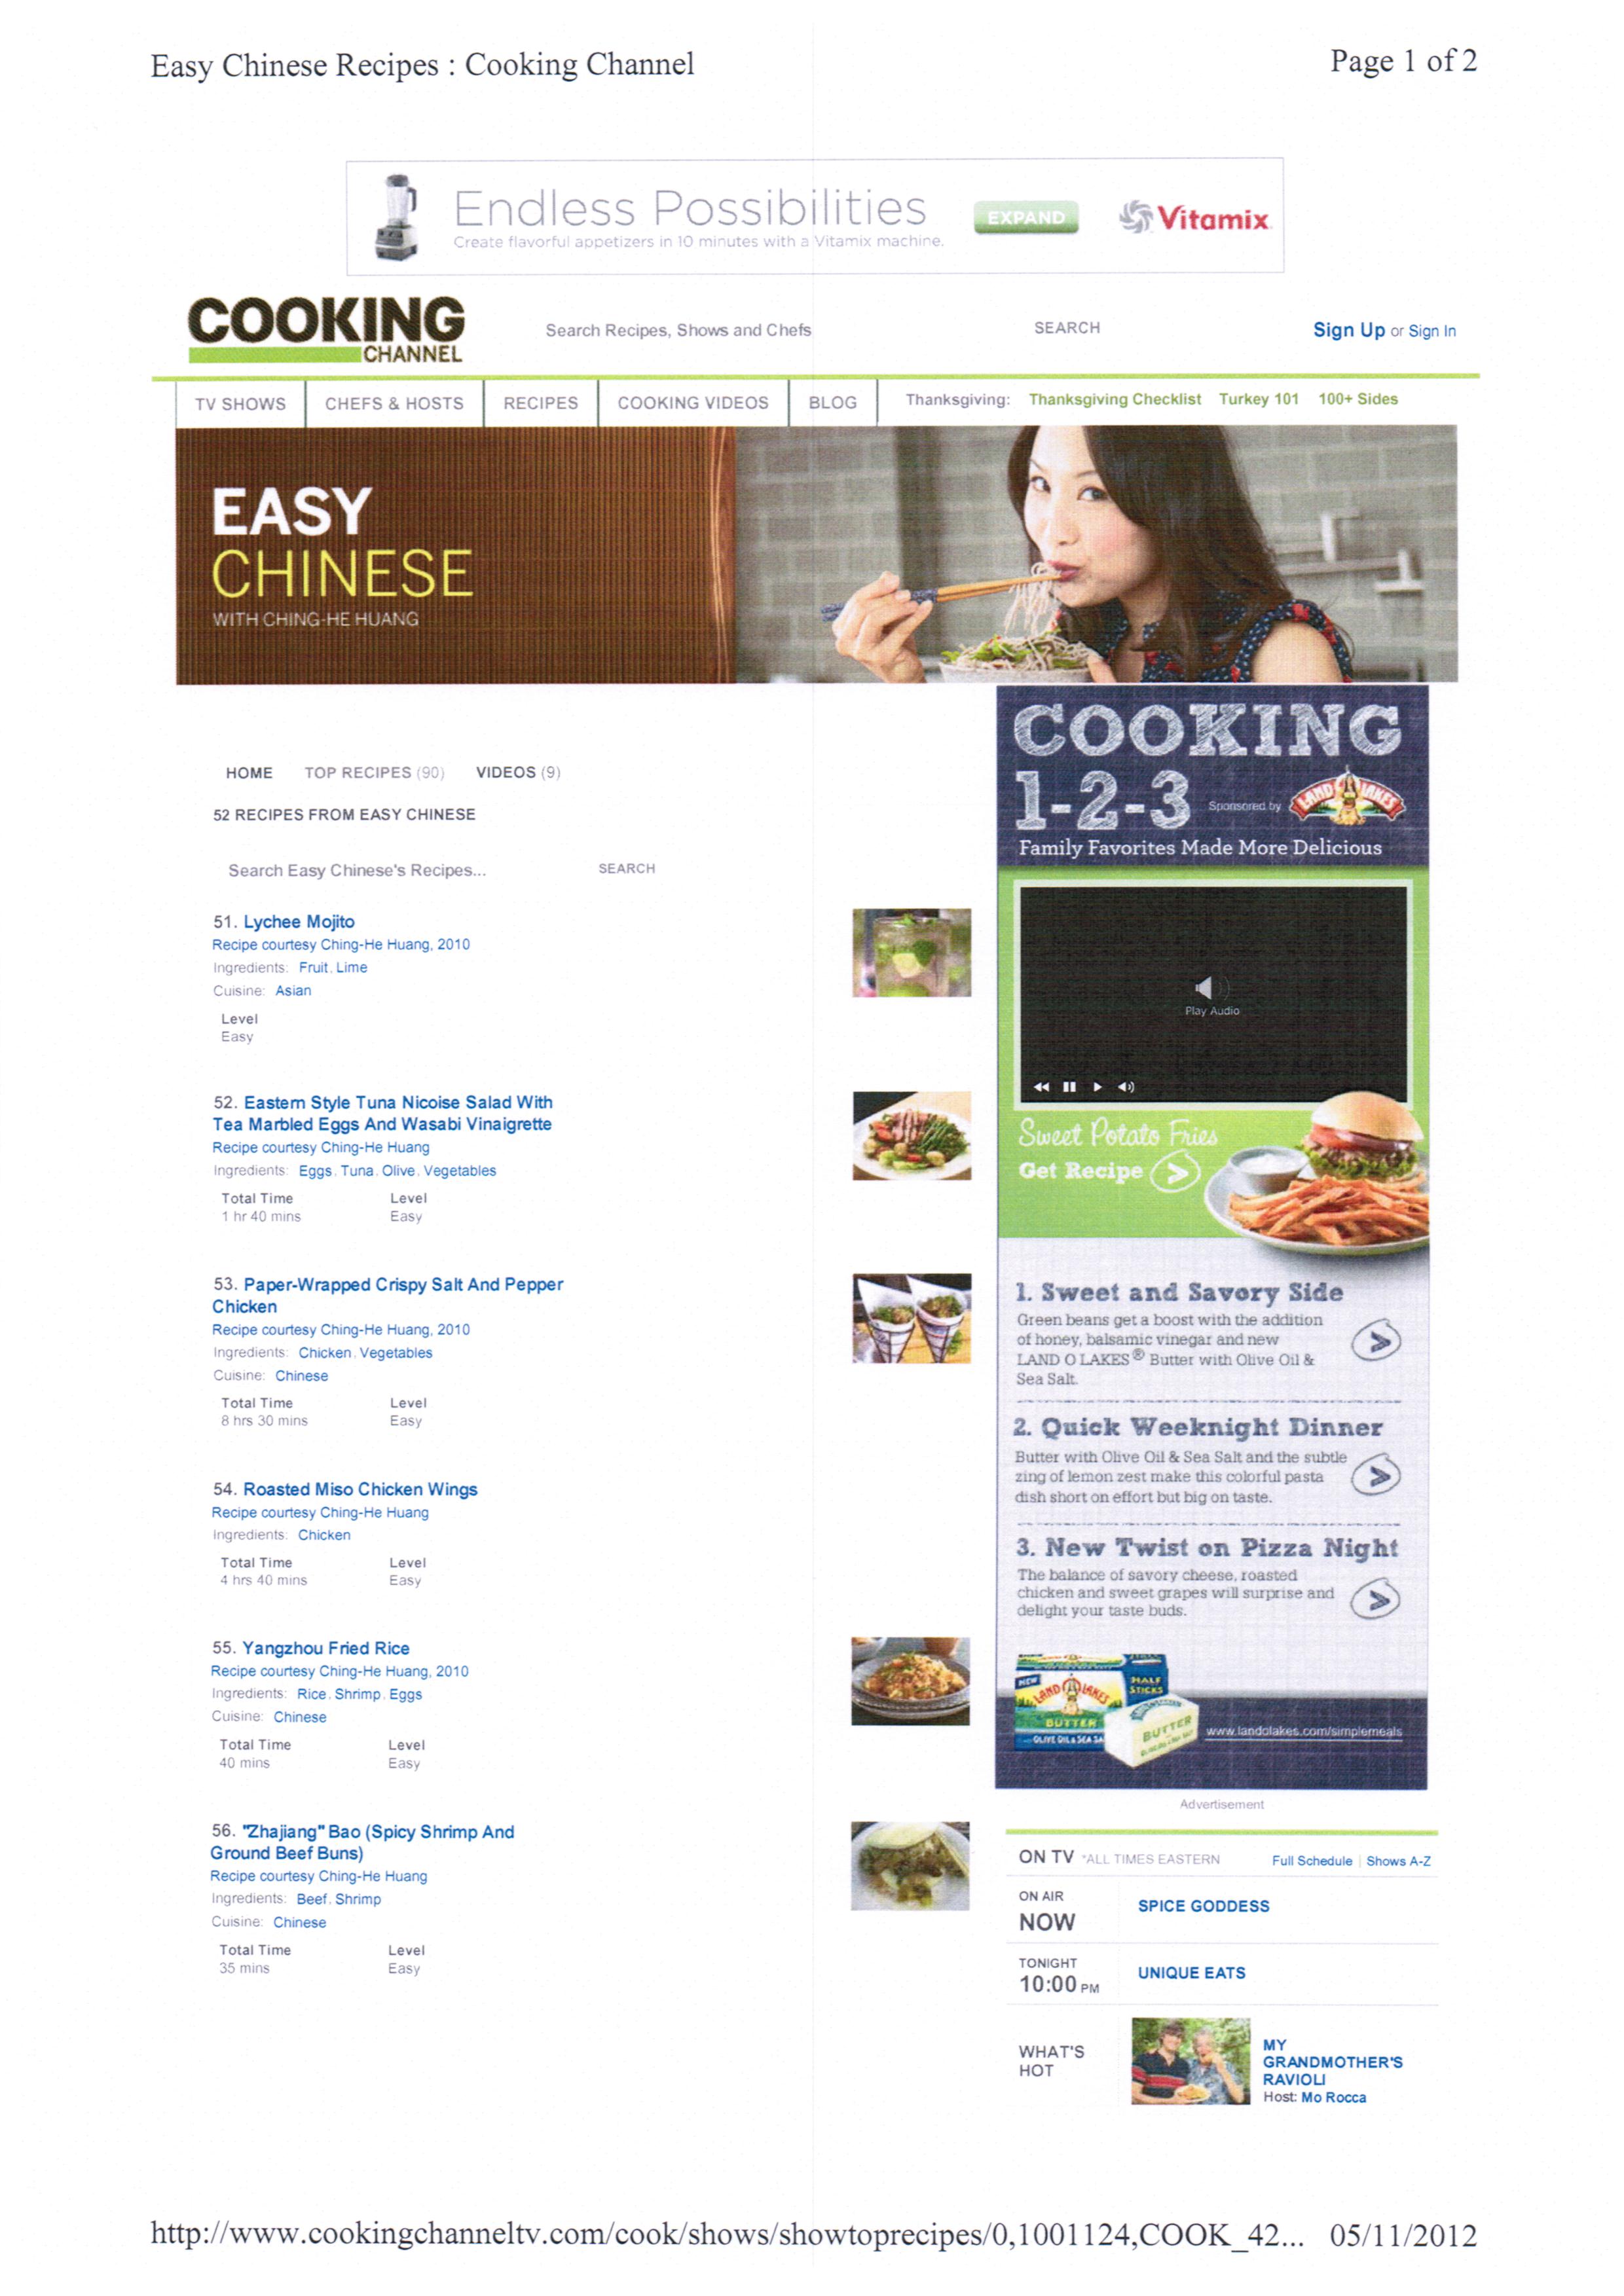 Easy Chinese Recipes : Cooking Channel
Page 1 of 2
Endless Possibilities
Create flavorful appetizers in 10 minutes with a Vitamix machine.
EXPAND
Vitamix
COOKING
CHANNEL
Search Recipes, Shows and Chefs
SEARCH
Sign Up or Sign In
TV SHOWS
CHEFS & HOSTS
RECIPES
COOKING VIDEOS
BLOG
Thanksgiving: Thanksgiving Checklist Turkey 101 100+ Sides
EASY
CHINESE
WITH CHING-HE HUANG
HOME TOP RECIPES (90) VIDEOS (9)
52 RECIPES FROM EASY CHINESE
Search Easy Chinese's Recipes...
SEARCH
51. Lychee Mojito
Recipe courtesy Ching-He Huang, 2010
Ingredients: Fruit, Lime
Cuisine: Asian
Level
Easy
52. Eastern Style Tuna Nicoise Salad With
Tea Marbled Eggs And Wasabi Vinaigrette
Recipe courtesy Ching-He Huang
Ingredients: Eggs, Tuna, Olive, Vegetables
Total Time Level
1 hr 40 mins Easy
53. Paper-Wrapped Crispy Salt And Pepper
Chicken
Recipe courtesy Ching-He Huang, 2010
Ingredients: Chicken, Vegetables
Cuisine: Chinese
Total Time Level
8 hrs 30 mins Easy
54. Roasted Miso Chicken Wings
Recipe courtesy Ching-He Huang
Ingredients: Chicken
Total Time Level
4 hrs 40 mins Easy
55. Yangzhou Fried Rice
Recipe courtesy Ching-He Huang, 2010
Ingredients: Rice, Shrimp, Eggs
Cuisine: Chinese
Total Time Level
40 mins Easy
56. "Zhajiang" Bao (Spicy Shrimp And
Ground Beef Buns)
Recipe courtesy Ching-He Huang
Ingredients: Beef, Shrimp
Cuisine: Chinese
Total Time Level
35 mins Easy
COOKING
1-2-3
Sponsored by
LAND O LAKES
Family Favorites Made More Delicious
Play Audio
Sweet Potato Fries
Get Recipe
1. Sweet and Savory Side
Green beans get a boost with the addition
of honey, balsamic vinegar and new
LAND O LAKES® Butter with Olive Oil &
Sea Salt.
2. Quick Weeknight Dinner
Butter with Olive Oil & Sea Salt and the subtle
zing of lemon zest make this colorful pasta
dish short on effort but big on taste.
3. New Twist on Pizza Night
The balance of savory cheese, roasted
chicken and sweet grapes will surprise and
delight your taste buds.
NEW
LAND O LAKES
HALF
STICKS
BUTTER
OLIVE OIL & SEA SA
BUTTER
www.landolakes.com/simplemeals
Advertisement
ON TV *ALL TIMES EASTERN
Full Schedule | Shows A-Z
ON AIR
NOW
SPICE GODDESS
TONIGHT
10:00 PM
UNIQUE EATS
WHAT'S
HOT
MY
GRANDMOTHER'S
RAVIOLI
Host: Mo Rocca
http://www.cookingchanneltv.com/cook/shows/showtoprecipes/0,1001124,COOK_42... 05/11/2012